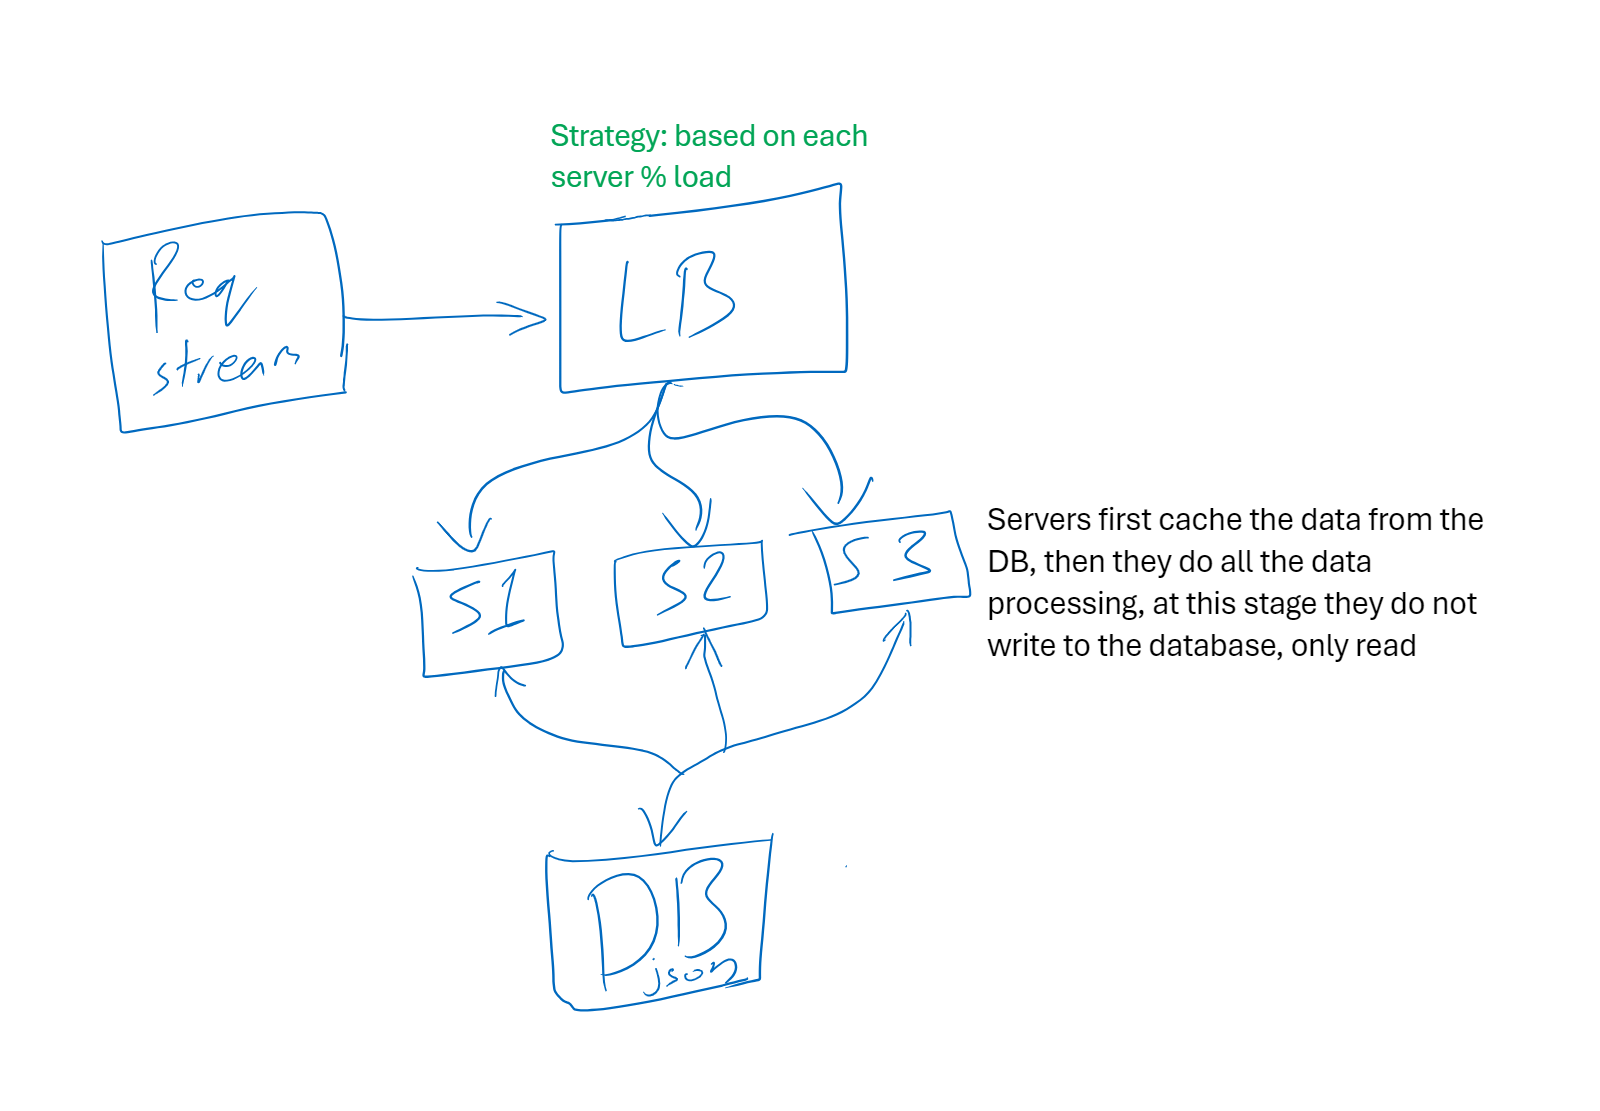 Strategy: based on each
server % load
Req
stream
LB
S1
S2
S3
Servers first cache the data from the
DB, then they do all the data
processing, at this stage they do not
write to the database, only read
DB
json